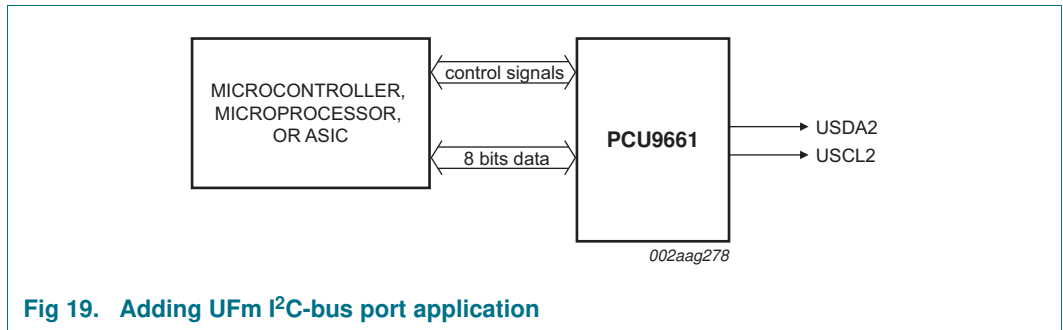 MICROCONTROLLER,
MICROPROCESSOR,
OR ASIC
control signals
8 bits data
PCU9661
USDA2
USCL2
002aag278
Fig 19. Adding UFm I²C-bus port application